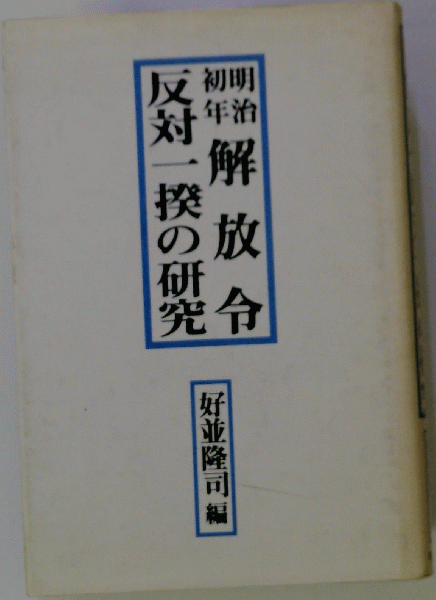 明治初年
解放令
反対一揆の研究
好並隆司 編